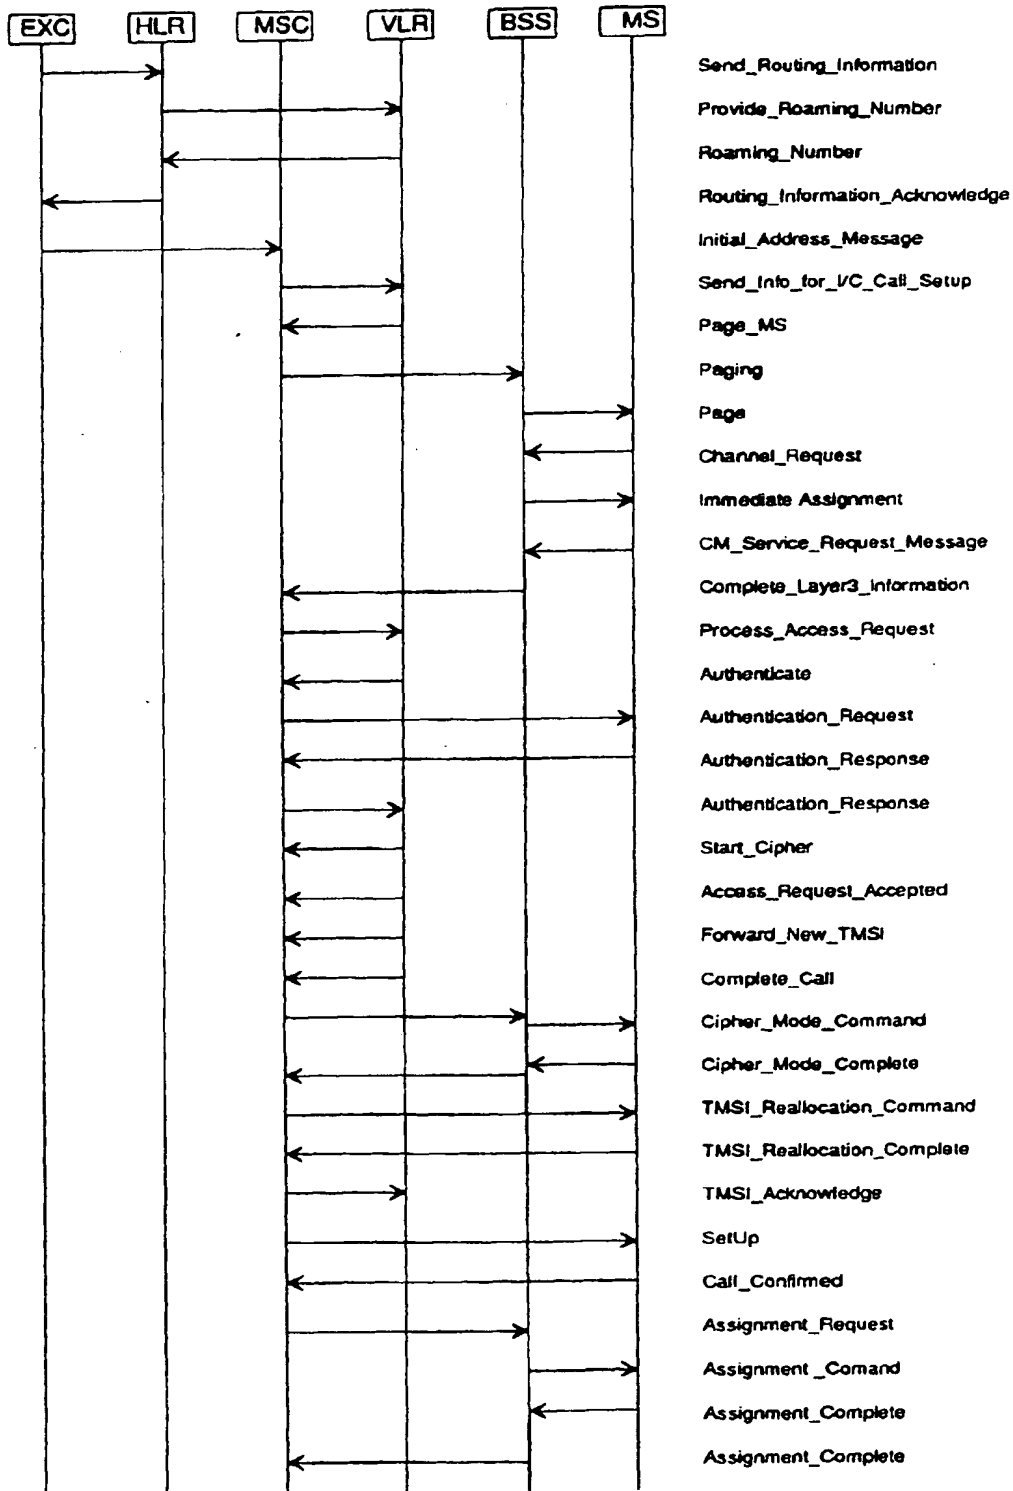 EXC HLR MSC VLR BSS MS
Send_Routing_Information
Provide_Roaming_Number
Roaming_Number
Routing_Information_Acknowledge
Initial_Address_Message
Send_Info_for_I/C_Call_Setup
Page_MS
Paging
Page
Channel_Request
Immediate Assignment
CM_Service_Request_Message
Complete_Layer3_Information
Process_Access_Request
Authenticate
Authentication_Request
Authentication_Response
Authentication_Response
Start_Cipher
Access_Request_Accepted
Forward_New_TMSI
Complete_Call
Cipher_Mode_Command
Cipher_Mode_Complete
TMSI_Reallocation_Command
TMSI_Reallocation_Complete
TMSI_Acknowledge
SetUp
Call_Confirmed
Assignment_Request
Assignment _Comand
Assignment_Complete
Assignment_Complete